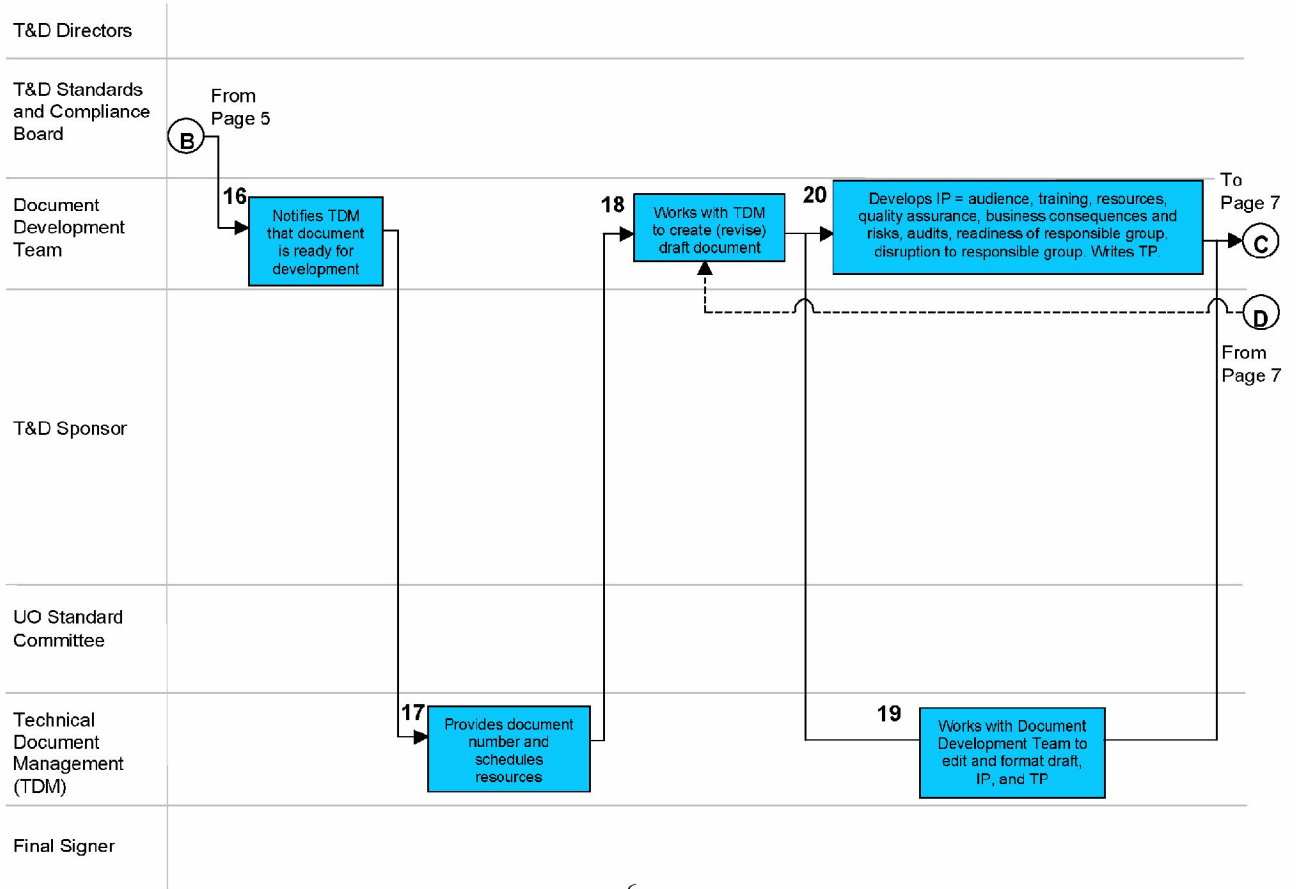 T&D Directors
T&D Standards
and Compliance
Board
From
Page 5
B
Document
Development
Team
16
Notifies TDM
that document
is ready for
development
18
Works with TDM
to create (revise)
draft document
20
Develops IP = audience, training, resources,
quality assurance, business consequences and
risks, audits, readiness of responsible group,
disruption to responsible group. Writes TP.
To
Page 7
C
D
From
Page 7
T&D Sponsor
UO Standard
Committee
Technical
Document
Management
(TDM)
17
Provides document
number and
schedules
resources
19
Works with Document
Development Team to
edit and format draft,
IP, and TP
Final Signer